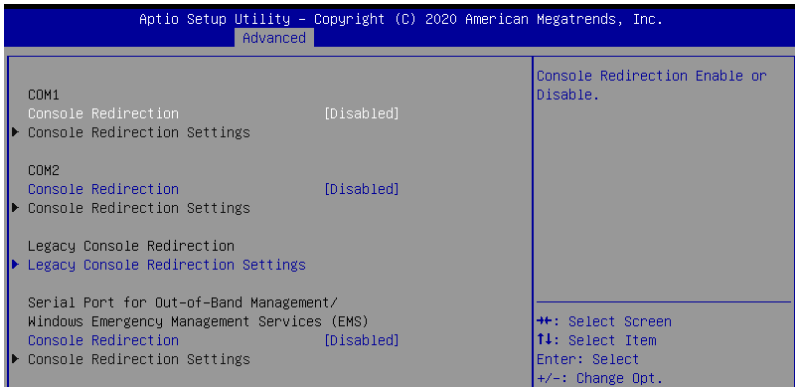 Aptio Setup Utility – Copyright (C) 2020 American Megatrends, Inc.
Advanced
COM1
Console Redirection [Disabled]
Console Redirection Settings
COM2
Console Redirection [Disabled]
Console Redirection Settings
Legacy Console Redirection
Legacy Console Redirection Settings
Serial Port for Out-of-Band Management/
Windows Emergency Management Services (EMS)
Console Redirection [Disabled]
Console Redirection Settings
Console Redirection Enable or
Disable.
→←: Select Screen
↑↓: Select Item
Enter: Select
+/-: Change Opt.